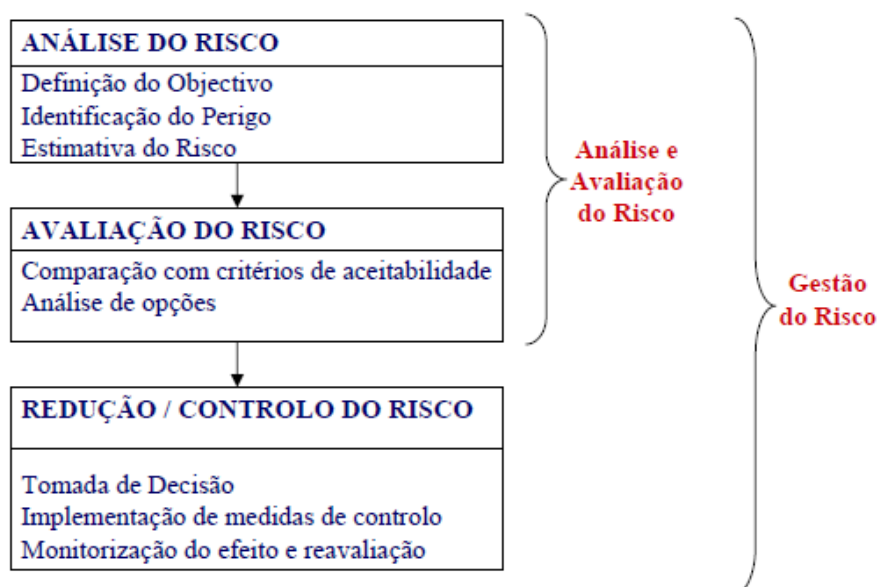 ANÁLISE DO RISCO
Definição do Objectivo
Identificação do Perigo
Estimativa do Risco
AVALIAÇÃO DO RISCO
Comparação com critérios de aceitabilidade
Análise de opções
REDUÇÃO / CONTROLO DO RISCO
Tomada de Decisão
Implementação de medidas de controlo
Monitorização do efeito e reavaliação
Análise e
Avaliação
do Risco
Gestão
do Risco